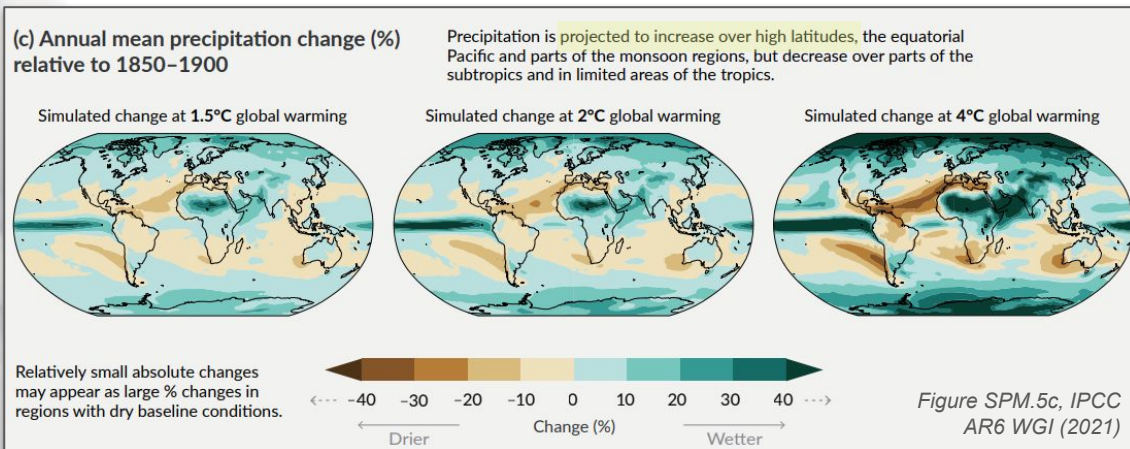 (c) Annual mean precipitation change (%)
relative to 1850–1900
Precipitation is projected to increase over high latitudes, the equatorial
Pacific and parts of the monsoon regions, but decrease over parts of the
subtropics and in limited areas of the tropics.
Simulated change at 1.5°C global warming
Simulated change at 2°C global warming
Simulated change at 4°C global warming
Relatively small absolute changes
may appear as large % changes in
regions with dry baseline conditions.
–40 –30 –20 –10 0 10 20 30 40
Change (%)
Drier
Wetter
Figure SPM.5c, IPCC
AR6 WGI (2021)